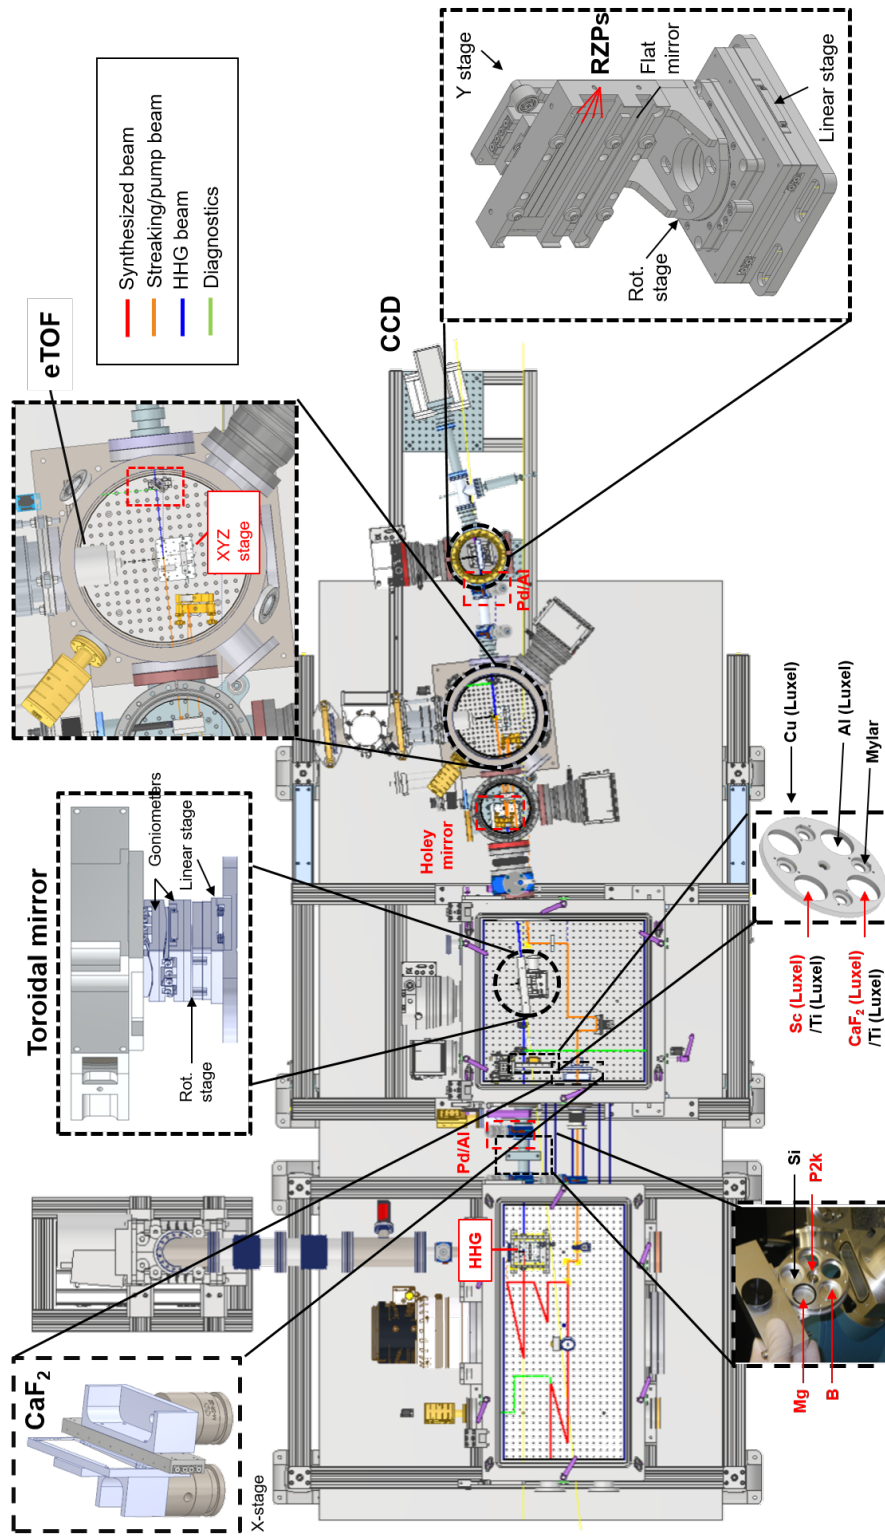 CaF₂
X-stage
Toroidal mirror
Goniometers
Linear stage
Rot.
stage
eTOF
XYZ
stage
Synthesized beam
Streaking/pump beam
HHG beam
Diagnostics
CCD
Y stage
RZPs
Flat
mirror
Linear stage
Rot.
stage
HHG
Pd/Al
Holey
mirror
Pd/Al
Mg
B
Si
P2k
Sc (Luxel)
/Ti (Luxel)
CaF₂ (Luxel)
/Ti (Luxel)
Cu (Luxel)
Al (Luxel)
Mylar